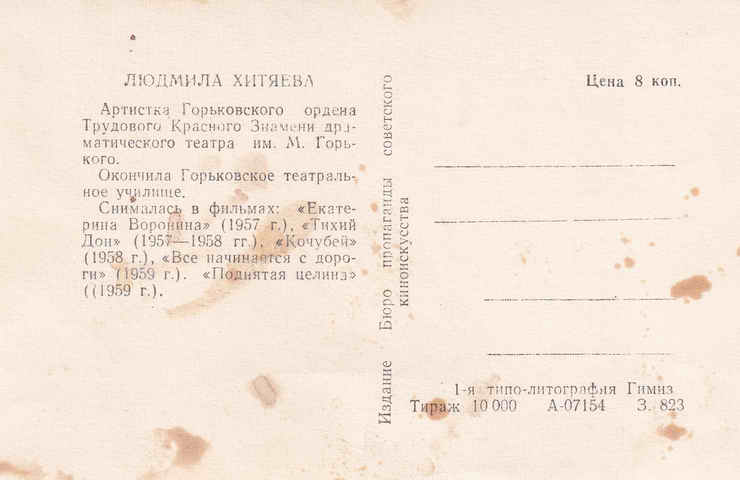 ЛЮДМИЛА ХИТЯЕВА
Артистка Горьковского ордена
Трудового Красного Знамени дра-
матического театра им. М. Горь-
кого.
Окончила Горьковское театраль-
ное училище.
Снималась в фильмах: «Екате-
рина Воронина» (1957 г.), «Тихий
Дон» (1957—1958 гг.), «Кочубей»
(1958 г.), «Все начинается с доро-
ги» (1959 г.). «Поднятая целина»
((1959 г.).
Издание Бюро пропаганды советского
киноискусства
Цена 8 коп.
1-я типо-литография Гимиз
Тираж 10 000 А-07154 З. 823